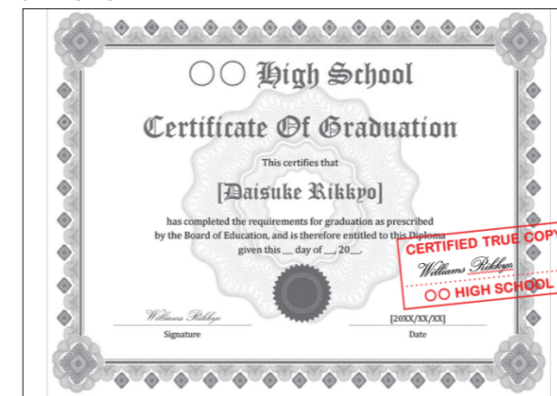 ○○ High School
Certificate Of Graduation
This certifies that
[Daisuke Rikkyo]
has completed the requirements for graduation as prescribed
by the Board of Education, and is therefore entitled to this Diploma
given this __ day of __, 20__.
CERTIFIED TRUE COPY
Williams Rikkyo
○○ HIGH SCHOOL
Williams Rikkyo
Signature
[20XX/XX/XX]
Date